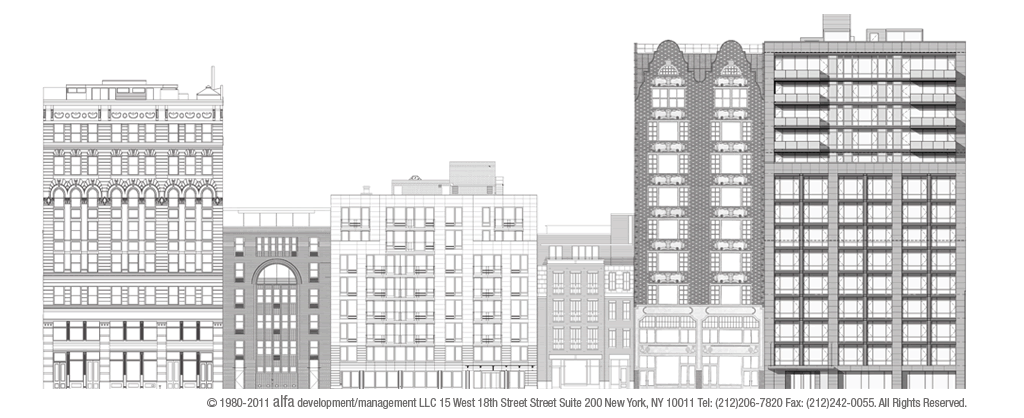 © 1980-2011 alfa development/management LLC 15 West 18th Street Street Suite 200 New York, NY 10011 Tel: (212)206-7820 Fax: (212)242-0055. All Rights Reserved.